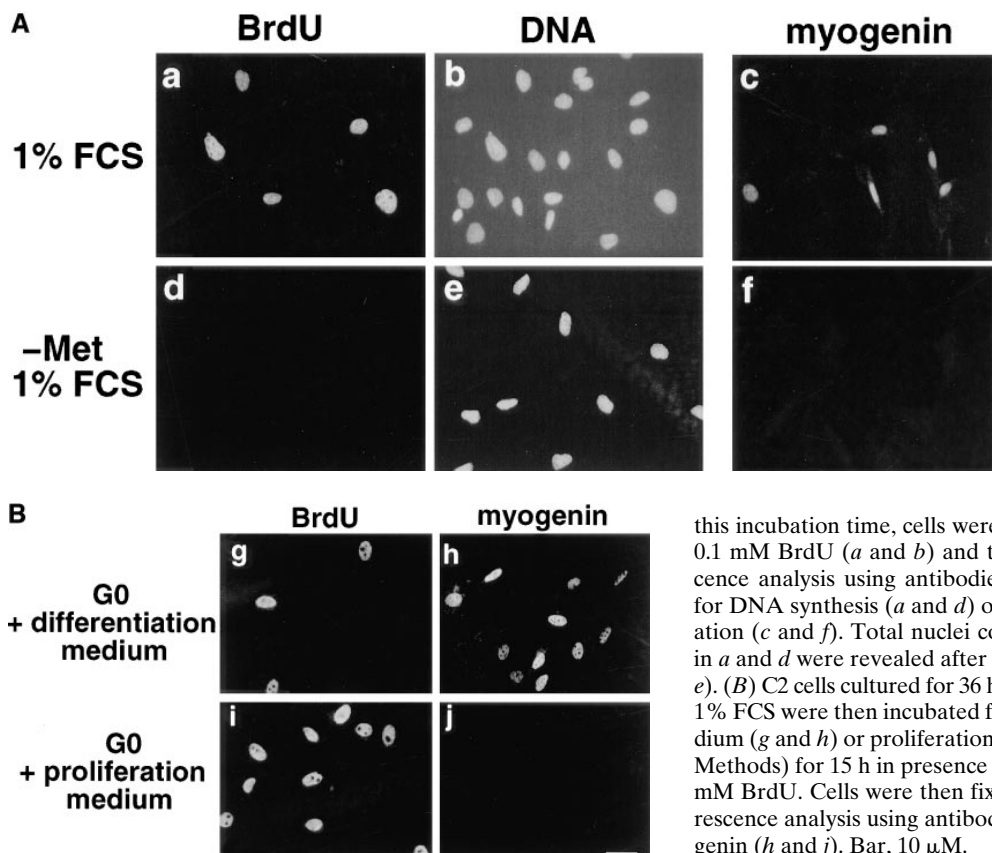 A
BrdU
DNA
myogenin
1% FCS
a
b
c
–Met
1% FCS
d
e
f
B
BrdU
myogenin
G0
+ differentiation
medium
g
h
G0
+ proliferation
medium
i
j
this incubation time, cells were
0.1 mM BrdU (a and b) and t
cence analysis using antibodie
for DNA synthesis (a and d) o
ation (c and f). Total nuclei co
in a and d were revealed after
e). (B) C2 cells cultured for 36 h
1% FCS were then incubated f
dium (g and h) or proliferation
Methods) for 15 h in presence
mM BrdU. Cells were then fix
rescence analysis using antibod
genin (h and j). Bar, 10 μM.